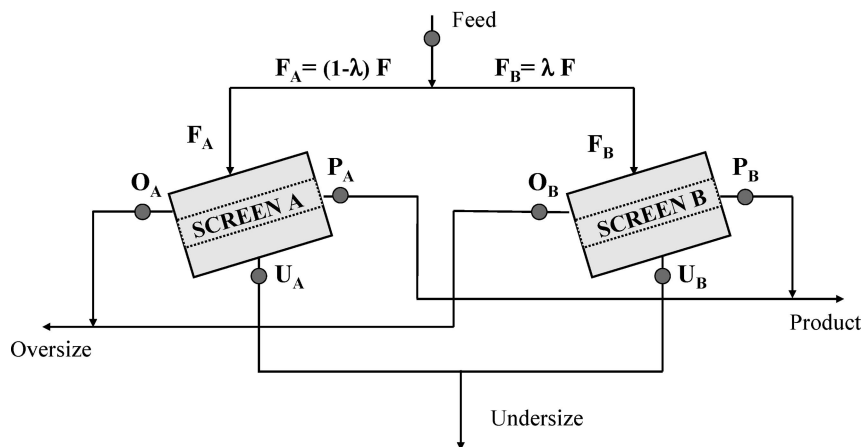 Feed
F_A= (1-λ) F
F_B= λ F
F_A
F_B
O_A
P_A
O_B
P_B
SCREEN A
SCREEN B
U_A
U_B
Product
Oversize
Undersize